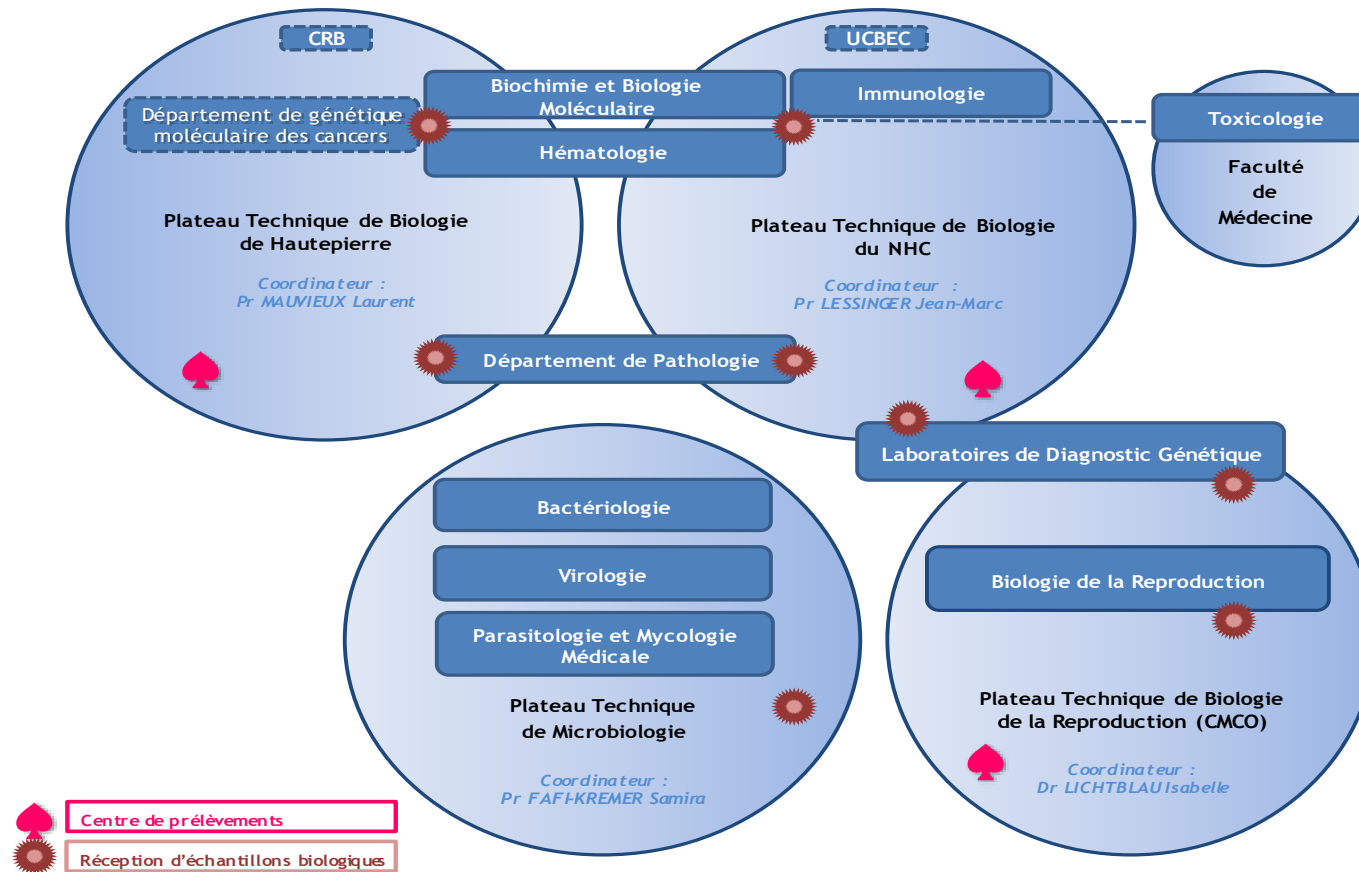 CRB
UCBEC
Biochimie et Biologie
Moléculaire
Immunologie
Département de génétique
moléculaire des cancers
Toxicologie
Hématologie
Faculté
de
Médecine
Plateau Technique de Biologie
de Hautepierre
Plateau Technique de Biologie
du NHC
Coordinateur :
Pr MAUVIEUX Laurent
Coordinateur :
Pr LESSINGER Jean-Marc
Département de Pathologie
Laboratoires de Diagnostic Génétique
Bactériologie
Virologie
Biologie de la Reproduction
Parasitologie et Mycologie
Médicale
Plateau Technique
de Microbiologie
Plateau Technique de Biologie
de la Reproduction (CMCO)
Coordinateur :
Pr FAFI-KREMER Samira
Coordinateur :
Dr LICHTBLAU Isabelle
Centre de prélèvements
Réception d'échantillons biologiques